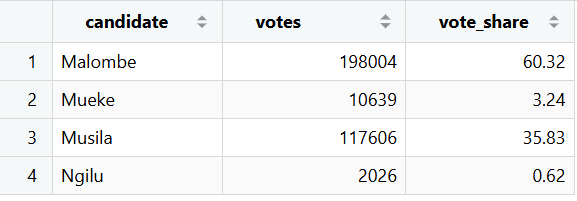 candidate votes vote_share
1 Malombe 198004 60.32
2 Mueke 10639 3.24
3 Musila 117606 35.83
4 Ngilu 2026 0.62